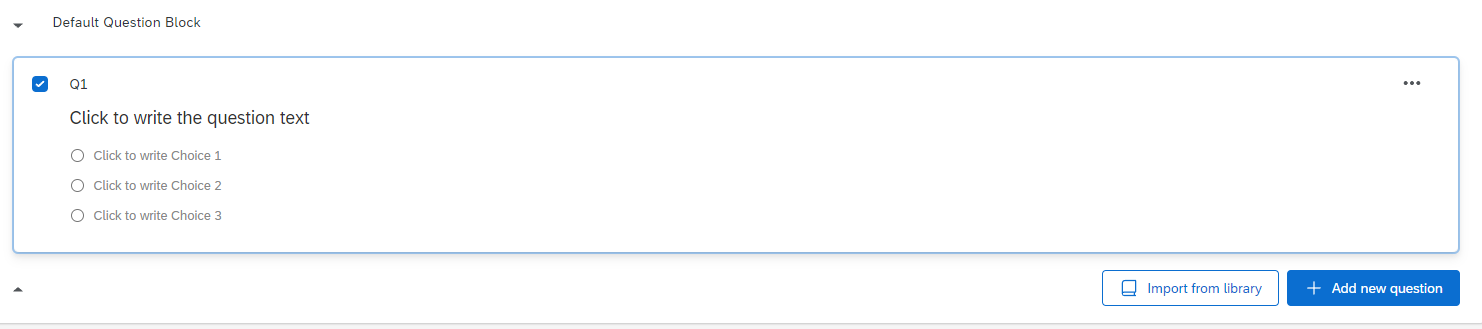 Default Question Block
Q1
Click to write the question text
Click to write Choice 1
Click to write Choice 2
Click to write Choice 3
Import from library
Add new question